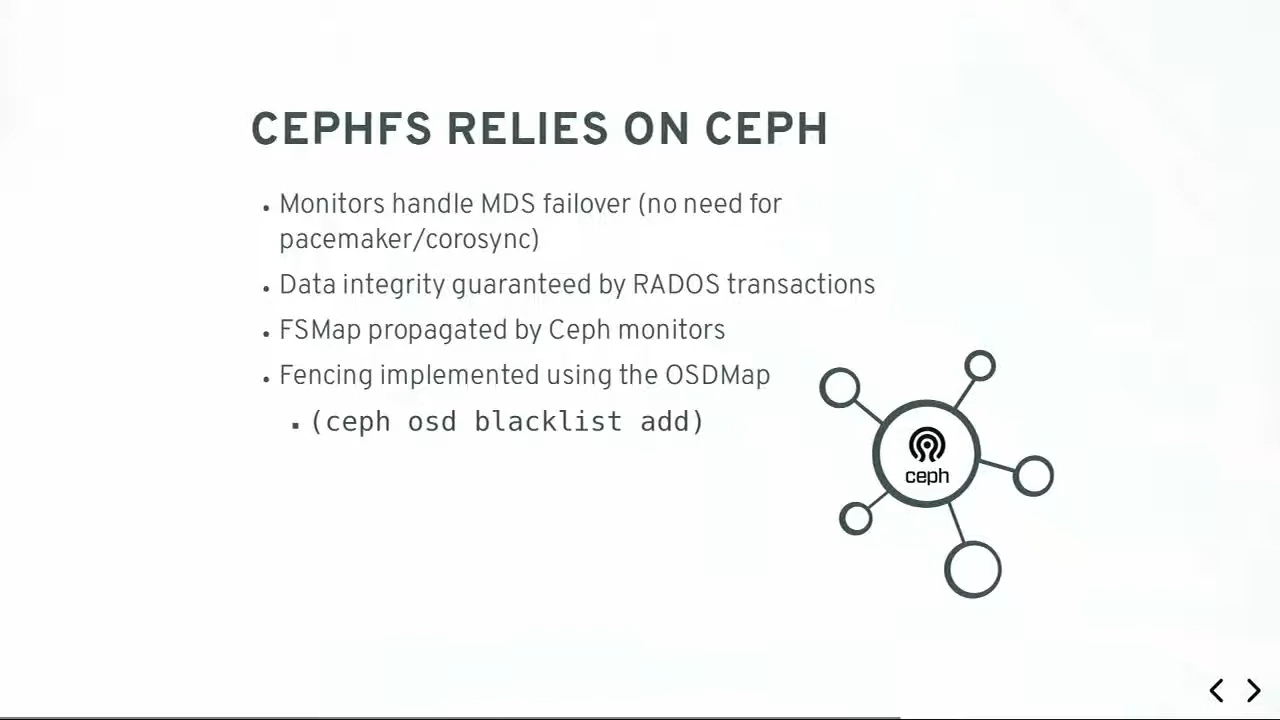 CEPHFS RELIES ON CEPH
• Monitors handle MDS failover (no need for
pacemaker/corosync)
• Data integrity guaranteed by RADOS transactions
• FSMap propagated by Ceph monitors
• Fencing implemented using the OSDMap
▪ (ceph osd blacklist add)
ceph